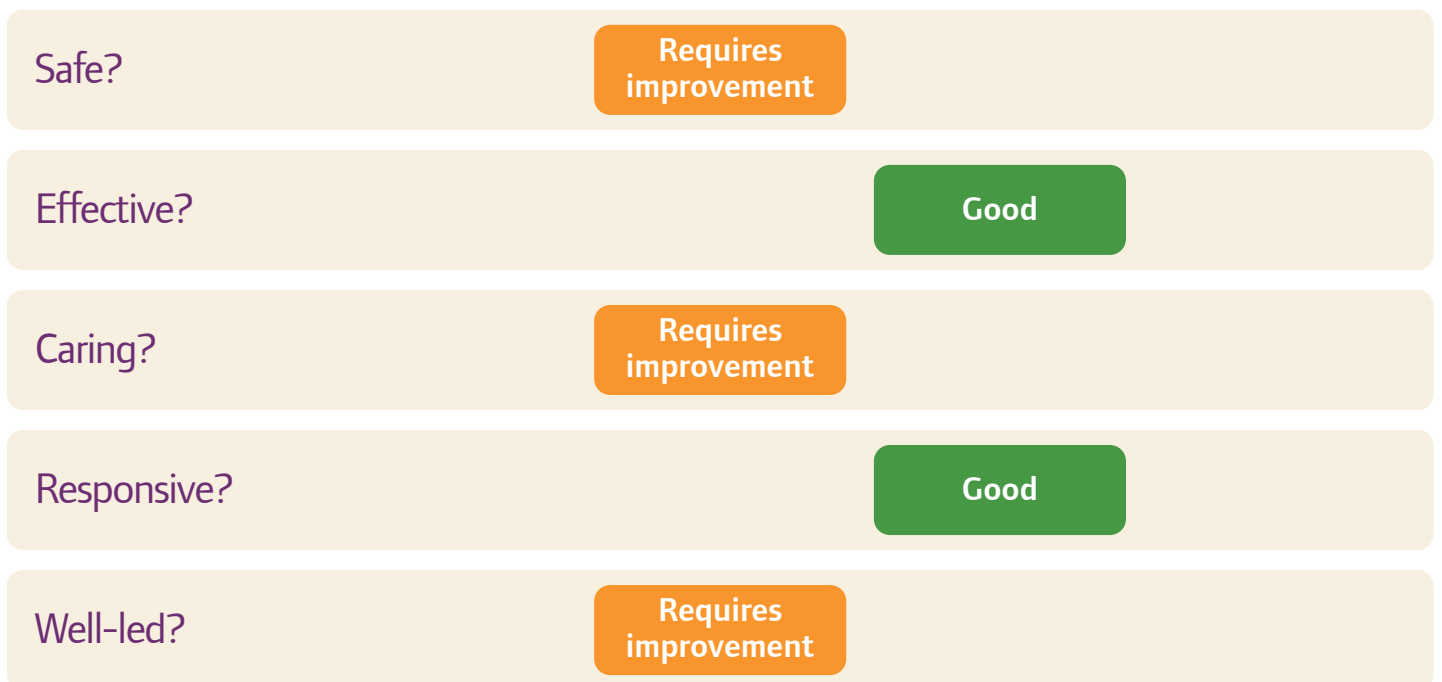 Safe?
Requires
improvement
Effective?
Good
Caring?
Requires
improvement
Responsive?
Good
Well-led?
Requires
improvement